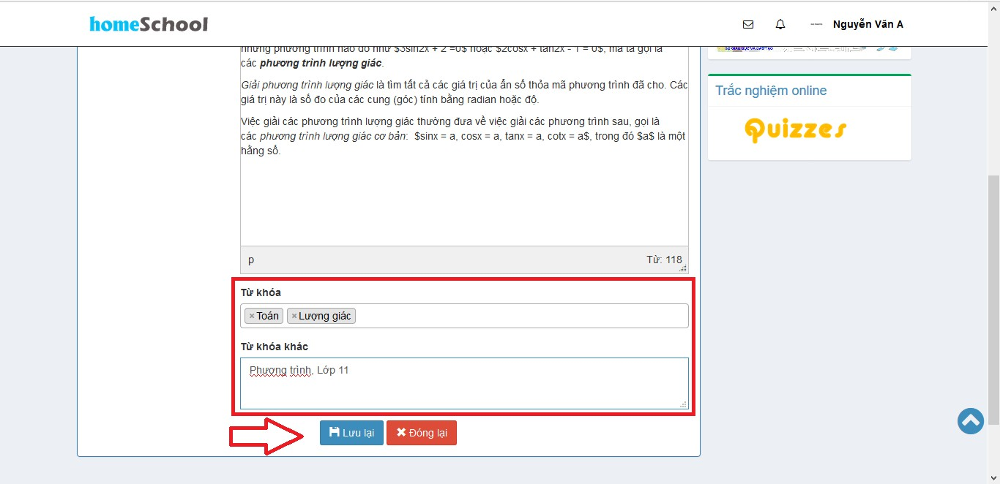 homeSchool
Nguyễn Văn A
những phương trình nào đó như $3sin2x + 2 =0$ hoặc $2cosx + tan2x - 1 = 0$, mà ta gọi là
các phương trình lượng giác.
Giải phương trình lượng giác là tìm tất cả các giá trị của ẩn số thỏa mã phương trình đã cho. Các
giá trị này là số đo của các cung (góc) tính bằng radian hoặc độ.
Việc giải các phương trình lượng giác thường đưa về việc giải các phương trình sau, gọi là
các phương trình lượng giác cơ bản: $sinx = a, cosx = a, tanx = a, cotx = a$, trong đó $a$ là một
hằng số.
p
Từ: 118
Từ khóa
× Toán × Lượng giác
Từ khóa khác
Phương trình, Lớp 11
Lưu lại
Đóng lại
Trắc nghiệm online
Quizzes